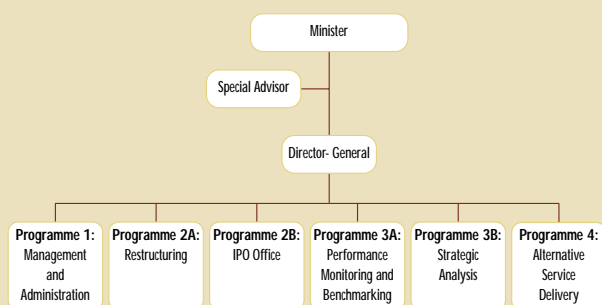 Minister
Special Advisor
Director- General
Programme 1:
Management
and
Administration
Programme 2A:
Restructuring
Programme 2B:
IPO Office
Programme 3A:
Performance
Monitoring and
Benchmarking
Programme 3B:
Strategic
Analysis
Programme 4:
Alternative
Service
Delivery